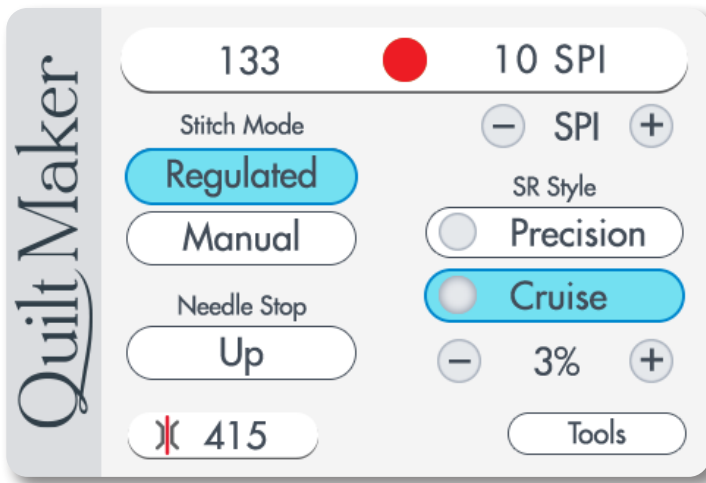 Quilt Maker
133 10 SPI
Stitch Mode
− SPI +
Regulated
SR Style
Manual
Precision
Needle Stop
Cruise
Up
− 3% +
415
Tools